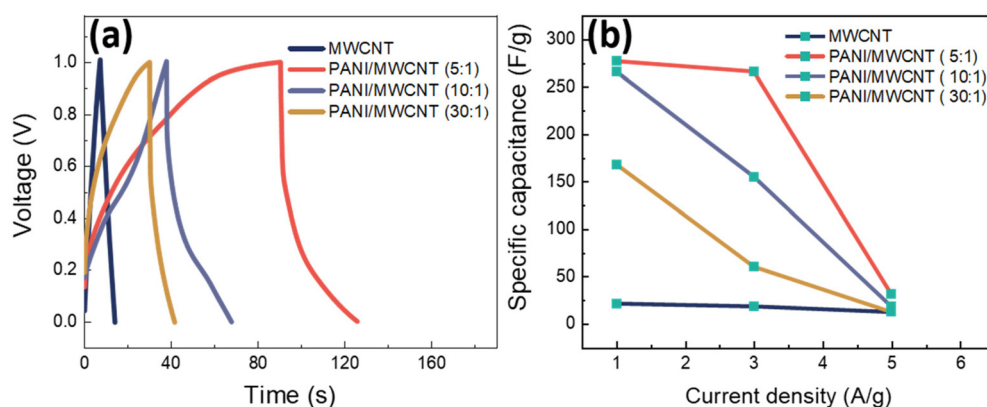 (a)
MWCNT
PANI/MWCNT (5:1)
PANI/MWCNT (10:1)
PANI/MWCNT (30:1)
1.0
0.8
0.6
0.4
0.2
0.0
Voltage (V)
0 40 80 120 160
Time (s)
(b)
MWCNT
PANI/MWCNT ( 5:1)
PANI/MWCNT ( 10:1)
PANI/MWCNT ( 30:1)
300
250
200
150
100
50
0
Specific capacitance (F/g)
1 2 3 4 5 6
Current density (A/g)